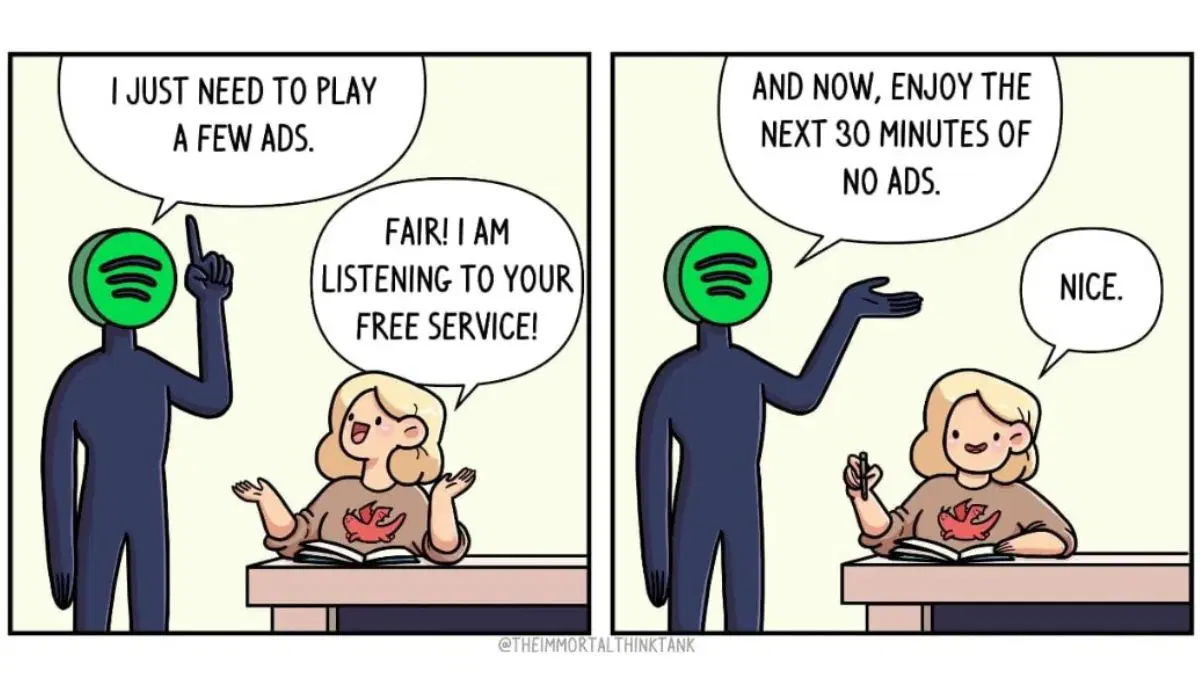 I JUST NEED TO PLAY
A FEW ADS.
FAIR! I AM
LISTENING TO YOUR
FREE SERVICE!
AND NOW, ENJOY THE
NEXT 30 MINUTES OF
NO ADS.
NICE.
@THEIMMORTALTHINKTANK